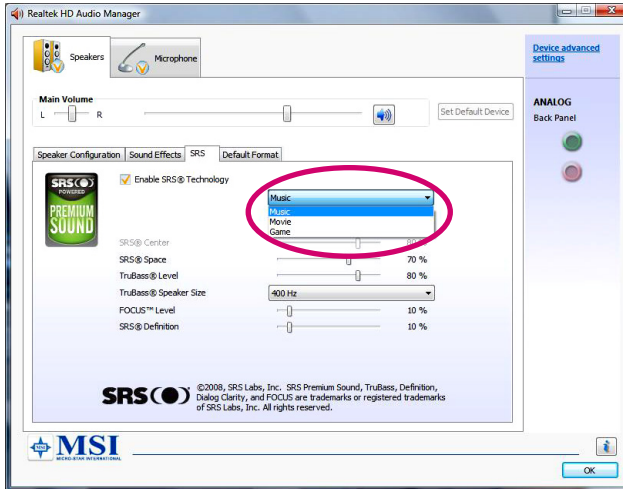 Realtek HD Audio Manager
Speakers
Microphone
Device advanced
settings
Main Volume
L R
Set Default Device
ANALOG
Back Panel
Speaker Configuration Sound Effects SRS Default Format
SRS
POWERED
PREMIUM
SOUND
Enable SRS® Technology
Music
Music
Movie
Game
SRS® Center
SRS® Space 70 %
TruBass® Level 80 %
TruBass® Speaker Size 400 Hz
FOCUS™ Level 10 %
SRS® Definition 10 %
SRS
©2008, SRS Labs, Inc. SRS Premium Sound, TruBass, Definition,
Dialog Clarity, and FOCUS are trademarks or registered trademarks
of SRS Labs, Inc. All rights reserved.
MSI
MSI
MICRO-STAR INTERNATIONAL
i
OK